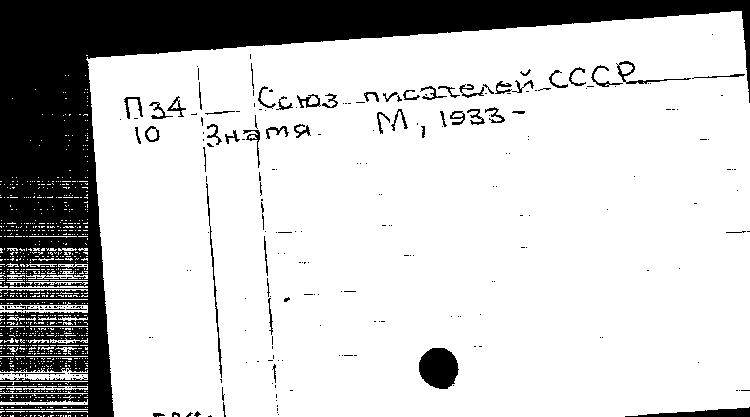 П34 Союз писателей СССР
10 Знамя. М, 1933-